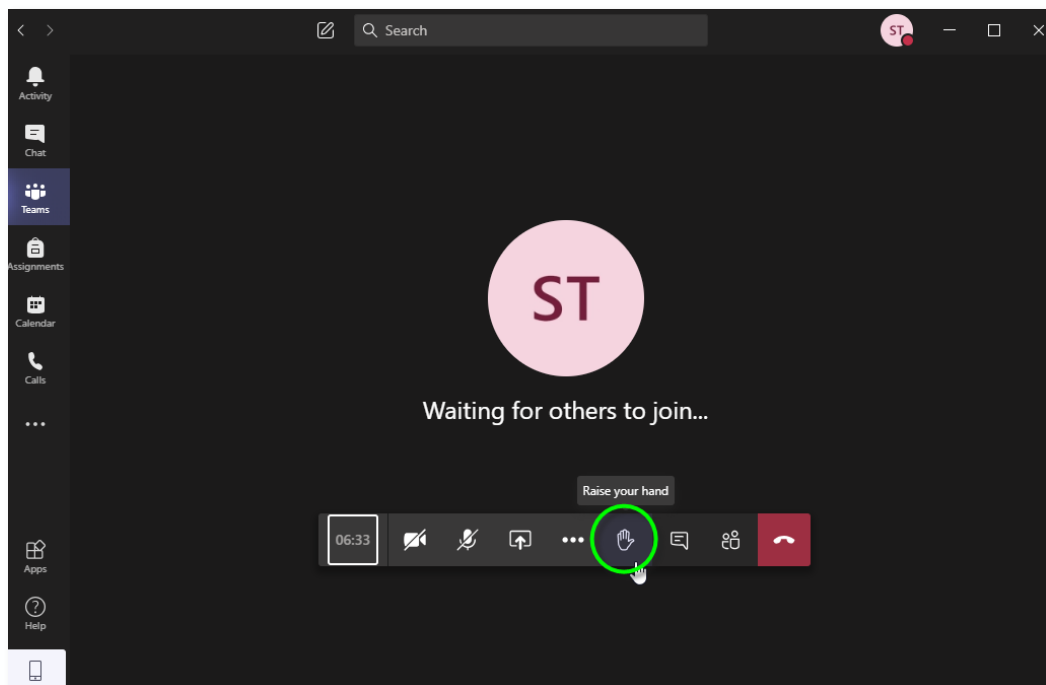 Search
ST
Activity
Chat
Teams
Assignments
Calendar
Calls
Apps
Help
ST
Waiting for others to join...
Raise your hand
06:33